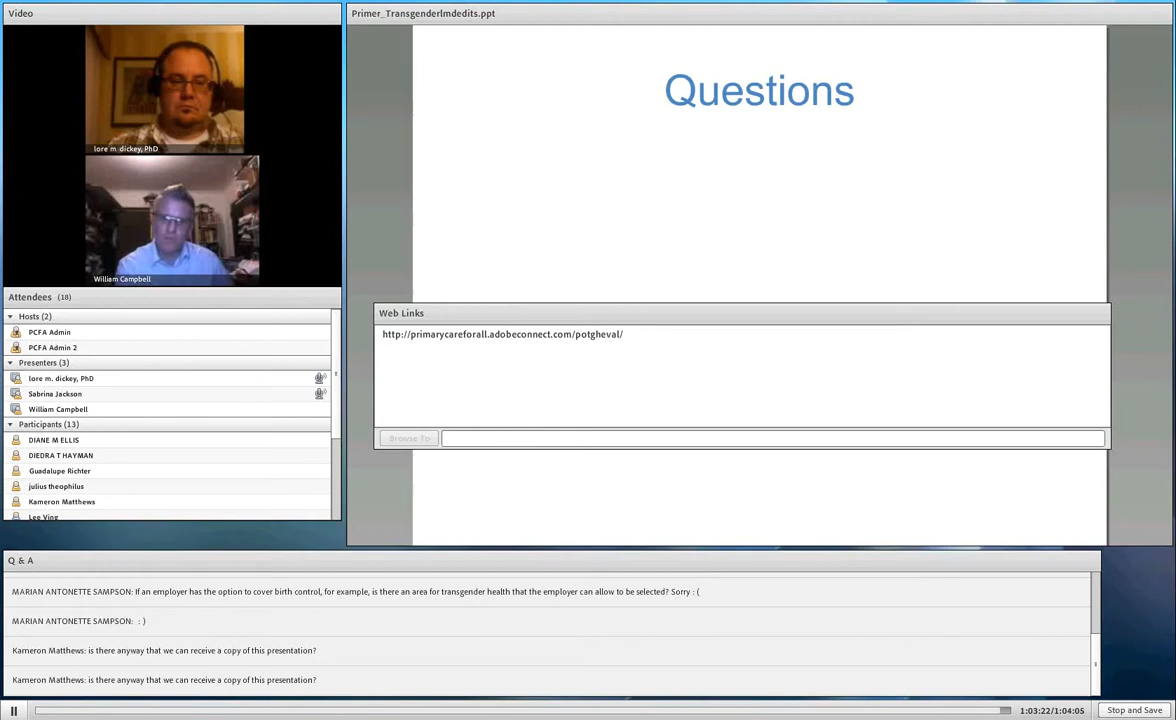 Video
lore m. dickey, PhD
William Campbell
Attendees (18)
Hosts (2)
PCFA Admin
PCFA Admin 2
Presenters (3)
lore m. dickey, PhD
Sabrina Jackson
William Campbell
Participants (13)
DIANE M ELLIS
DIEDRA T HAYMAN
Guadalupe Richter
julius theophilus
Kameron Matthews
Lee Ving
Primer_Transgenderlmdedits.ppt
Questions
Web Links
http://primarycareforall.adobeconnect.com/potgheval/
Browse To
Q & A
MARIAN ANTONETTE SAMPSON: If an employer has the option to cover birth control, for example, is there an area for transgender health that the employer can allow to be selected? Sorry : (
MARIAN ANTONETTE SAMPSON: : )
Kameron Matthews: is there anyway that we can receive a copy of this presentation?
Kameron Matthews: is there anyway that we can receive a copy of this presentation?
1:03:22/1:04:05
Stop and Save